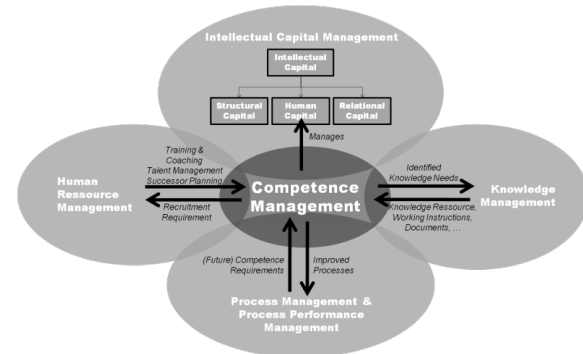 Intellectual Capital Management
Intellectual
Capital
Structural
Capital
Human
Capital
Relational
Capital
Manages
Training &
Coaching
Talent Management
Successor Planning
Human
Ressource
Management
Recruitment
Requirement
Competence
Management
Identified
Knowledge Needs
Knowledge
Management
Knowledge Ressource,
Working Instructions,
Documents, ...
(Future) Competence
Requirements
Improved
Processes
Process Management &
Process Performance
Management